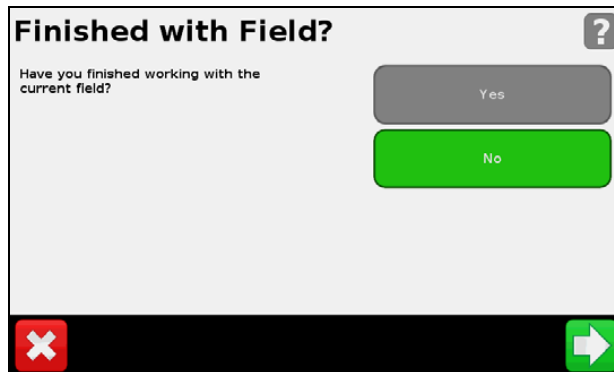 Finished with Field?
?
Have you finished working with the
current field?
Yes
No